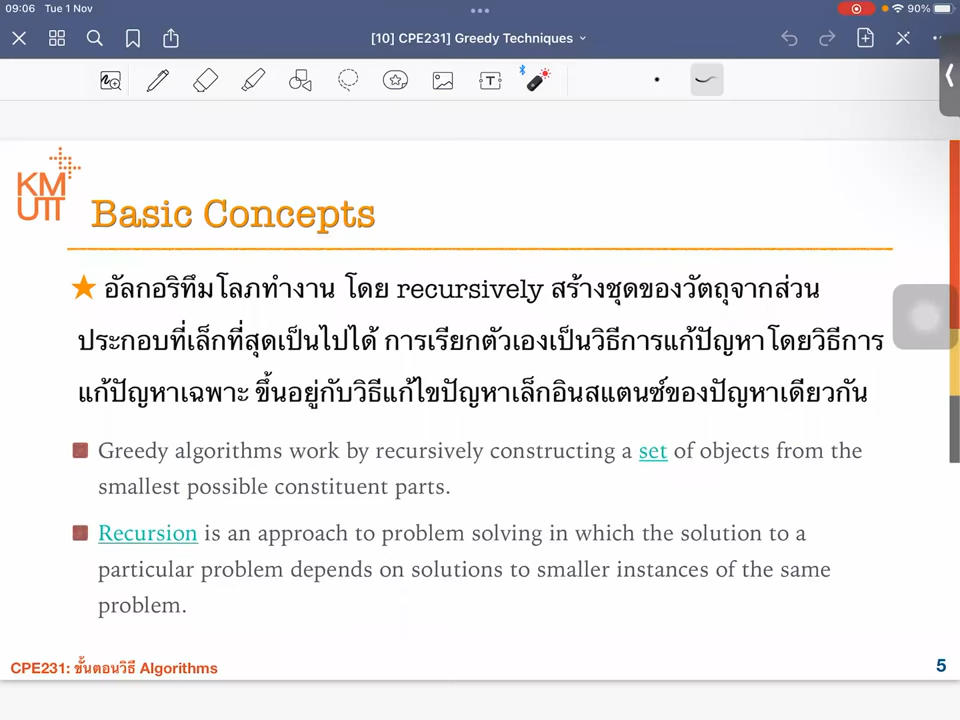 09:06 Tue 1 Nov
90%
[10] CPE231] Greedy Techniques
T
KM
UTT
Basic Concepts
★ อัลกอริทึมโลภทำงาน โดย recursively สร้างชุดของวัตถุจากส่วน
ประกอบที่เล็กที่สุดเป็นไปได้ การเรียกตัวเองเป็นวิธีการแก้ปัญหาโดยวิธีการ
แก้ปัญหาเฉพาะ ขึ้นอยู่กับวิธีแก้ไขปัญหาเล็กอินสแตนซ์ของปัญหาเดียวกัน
Greedy algorithms work by recursively constructing a set of objects from the
smallest possible constituent parts.
Recursion is an approach to problem solving in which the solution to a
particular problem depends on solutions to smaller instances of the same
problem.
CPE231: ขั้นตอนวิธี Algorithms
5